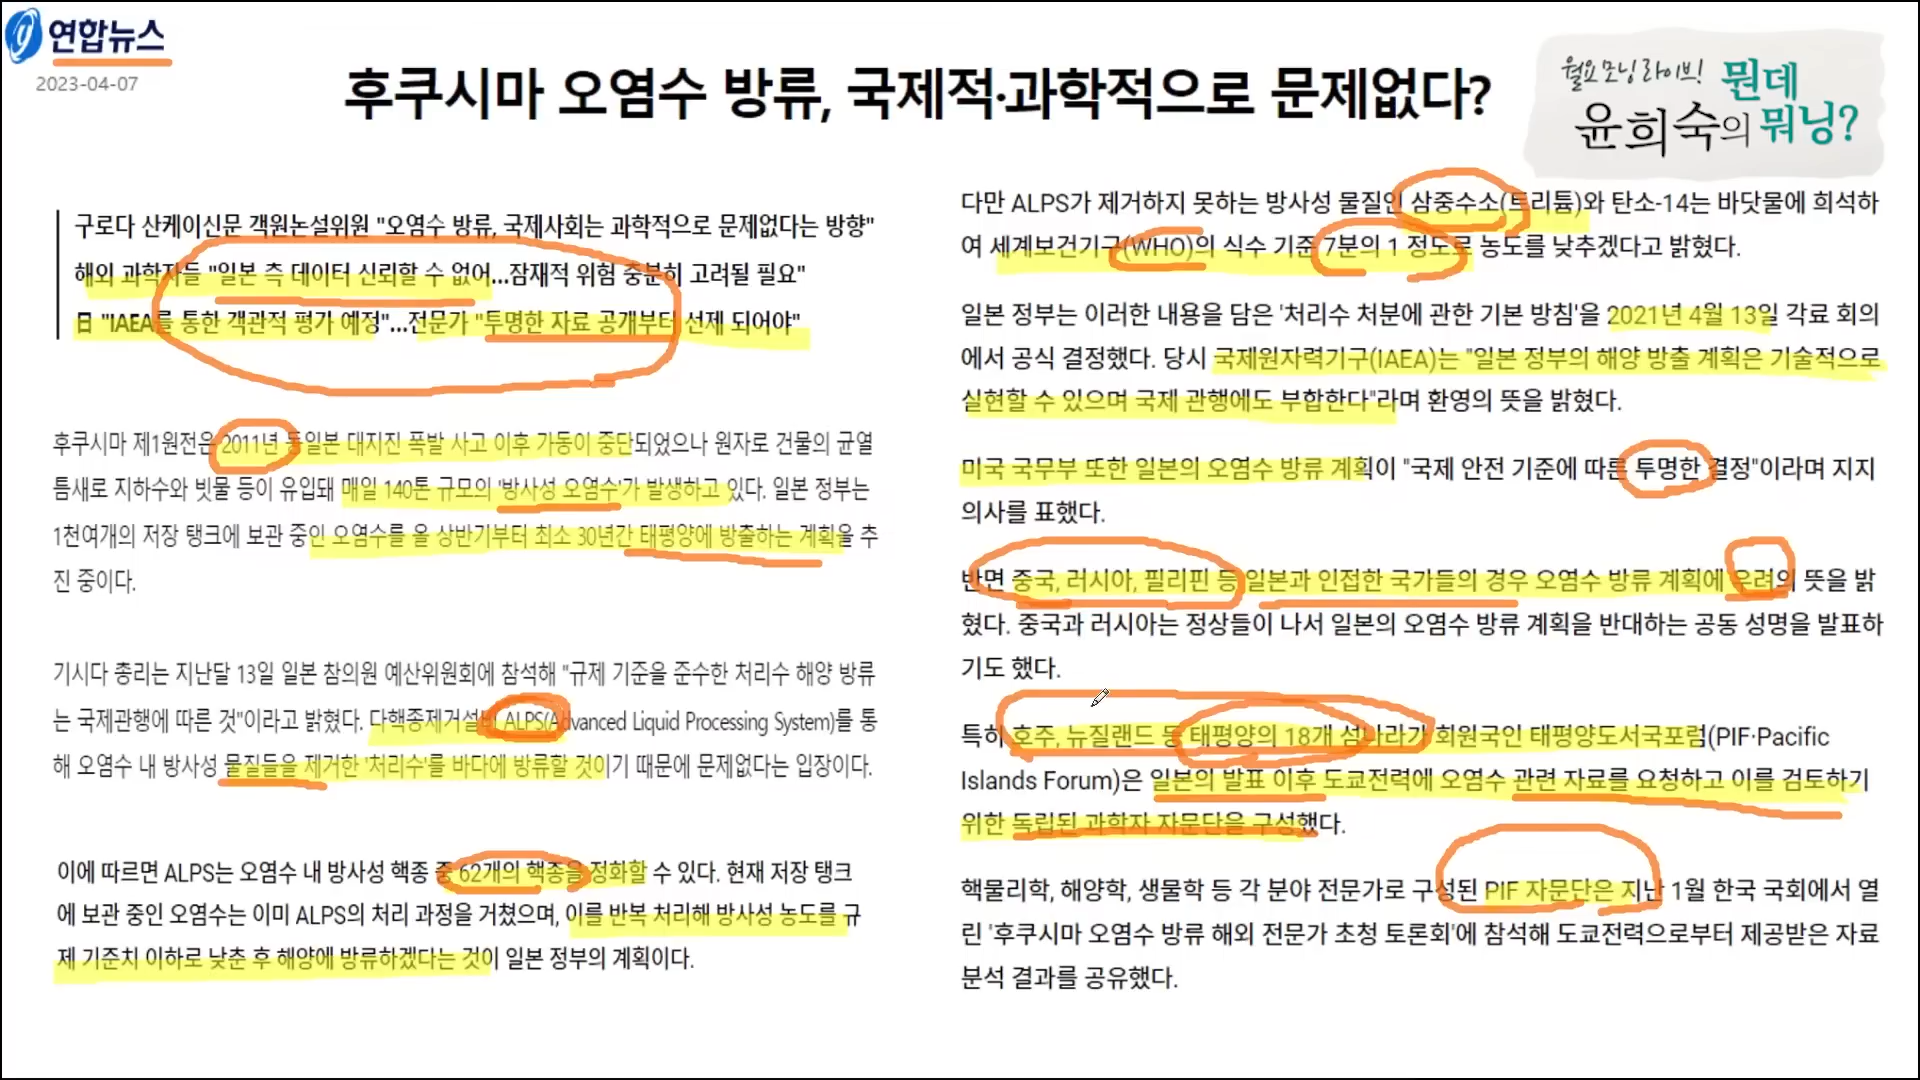 연합뉴스
2023-04-07
후쿠시마 오염수 방류, 국제적·과학적으로 문제없다?
월요모닝라이브!
뭔데
윤희숙의 뭐닝?
구로다 산케이신문 객원논설위원 "오염수 방류, 국제사회는 과학적으로 문제없다는 방향"
해외 과학자들 "일본 측 데이터 신뢰할 수 없어...잠재적 위험 충분히 고려될 필요"
日 "IAEA를 통한 객관적 평가 예정"...전문가 "투명한 자료 공개부터 선제 되어야"
후쿠시마 제1원전은 2011년 동일본 대지진 폭발 사고 이후 가동이 중단되었으나 원자로 건물의 균열
틈새로 지하수와 빗물 등이 유입돼 매일 140톤 규모의 '방사성 오염수'가 발생하고 있다. 일본 정부는
1천여개의 저장 탱크에 보관 중인 오염수를 올 상반기부터 최소 30년간 태평양에 방출하는 계획을 추
진 중이다.
기시다 총리는 지난달 13일 일본 참의원 예산위원회에 참석해 "규제 기준을 준수한 처리수 해양 방류
는 국제관행에 따른 것"이라고 밝혔다. 다핵종제거설비 ALPS(Advanced Liquid Processing System)를 통
해 오염수 내 방사성 물질들을 제거한 '처리수'를 바다에 방류할 것이기 때문에 문제없다는 입장이다.
이에 따르면 ALPS는 오염수 내 방사성 핵종 중 62개의 핵종을 정화할 수 있다. 현재 저장 탱크
에 보관 중인 오염수는 이미 ALPS의 처리 과정을 거쳤으며, 이를 반복 처리해 방사성 농도를 규
제 기준치 이하로 낮춘 후 해양에 방류하겠다는 것이 일본 정부의 계획이다.
다만 ALPS가 제거하지 못하는 방사성 물질인 삼중수소(트리튬)와 탄소-14는 바닷물에 희석하
여 세계보건기구(WHO)의 식수 기준 7분의 1 정도로 농도를 낮추겠다고 밝혔다.
일본 정부는 이러한 내용을 담은 '처리수 처분에 관한 기본 방침'을 2021년 4월 13일 각료 회의
에서 공식 결정했다. 당시 국제원자력기구(IAEA)는 "일본 정부의 해양 방출 계획은 기술적으로
실현할 수 있으며 국제 관행에도 부합한다"라며 환영의 뜻을 밝혔다.
미국 국무부 또한 일본의 오염수 방류 계획이 "국제 안전 기준에 따른 투명한 결정"이라며 지지
의사를 표했다.
반면 중국, 러시아, 필리핀 등 일본과 인접한 국가들의 경우 오염수 방류 계획에 우려의 뜻을 밝
혔다. 중국과 러시아는 정상들이 나서 일본의 오염수 방류 계획을 반대하는 공동 성명을 발표하
기도 했다.
특히 호주, 뉴질랜드 등 태평양의 18개 섬나라가 회원국인 태평양도서국포럼(PIF·Pacific
Islands Forum)은 일본의 발표 이후 도쿄전력에 오염수 관련 자료를 요청하고 이를 검토하기
위한 독립된 과학자 자문단을 구성했다.
핵물리학, 해양학, 생물학 등 각 분야 전문가로 구성된 PIF 자문단은 지난 1월 한국 국회에서 열
린 '후쿠시마 오염수 방류 해외 전문가 초청 토론회'에 참석해 도쿄전력으로부터 제공받은 자료
분석 결과를 공유했다.